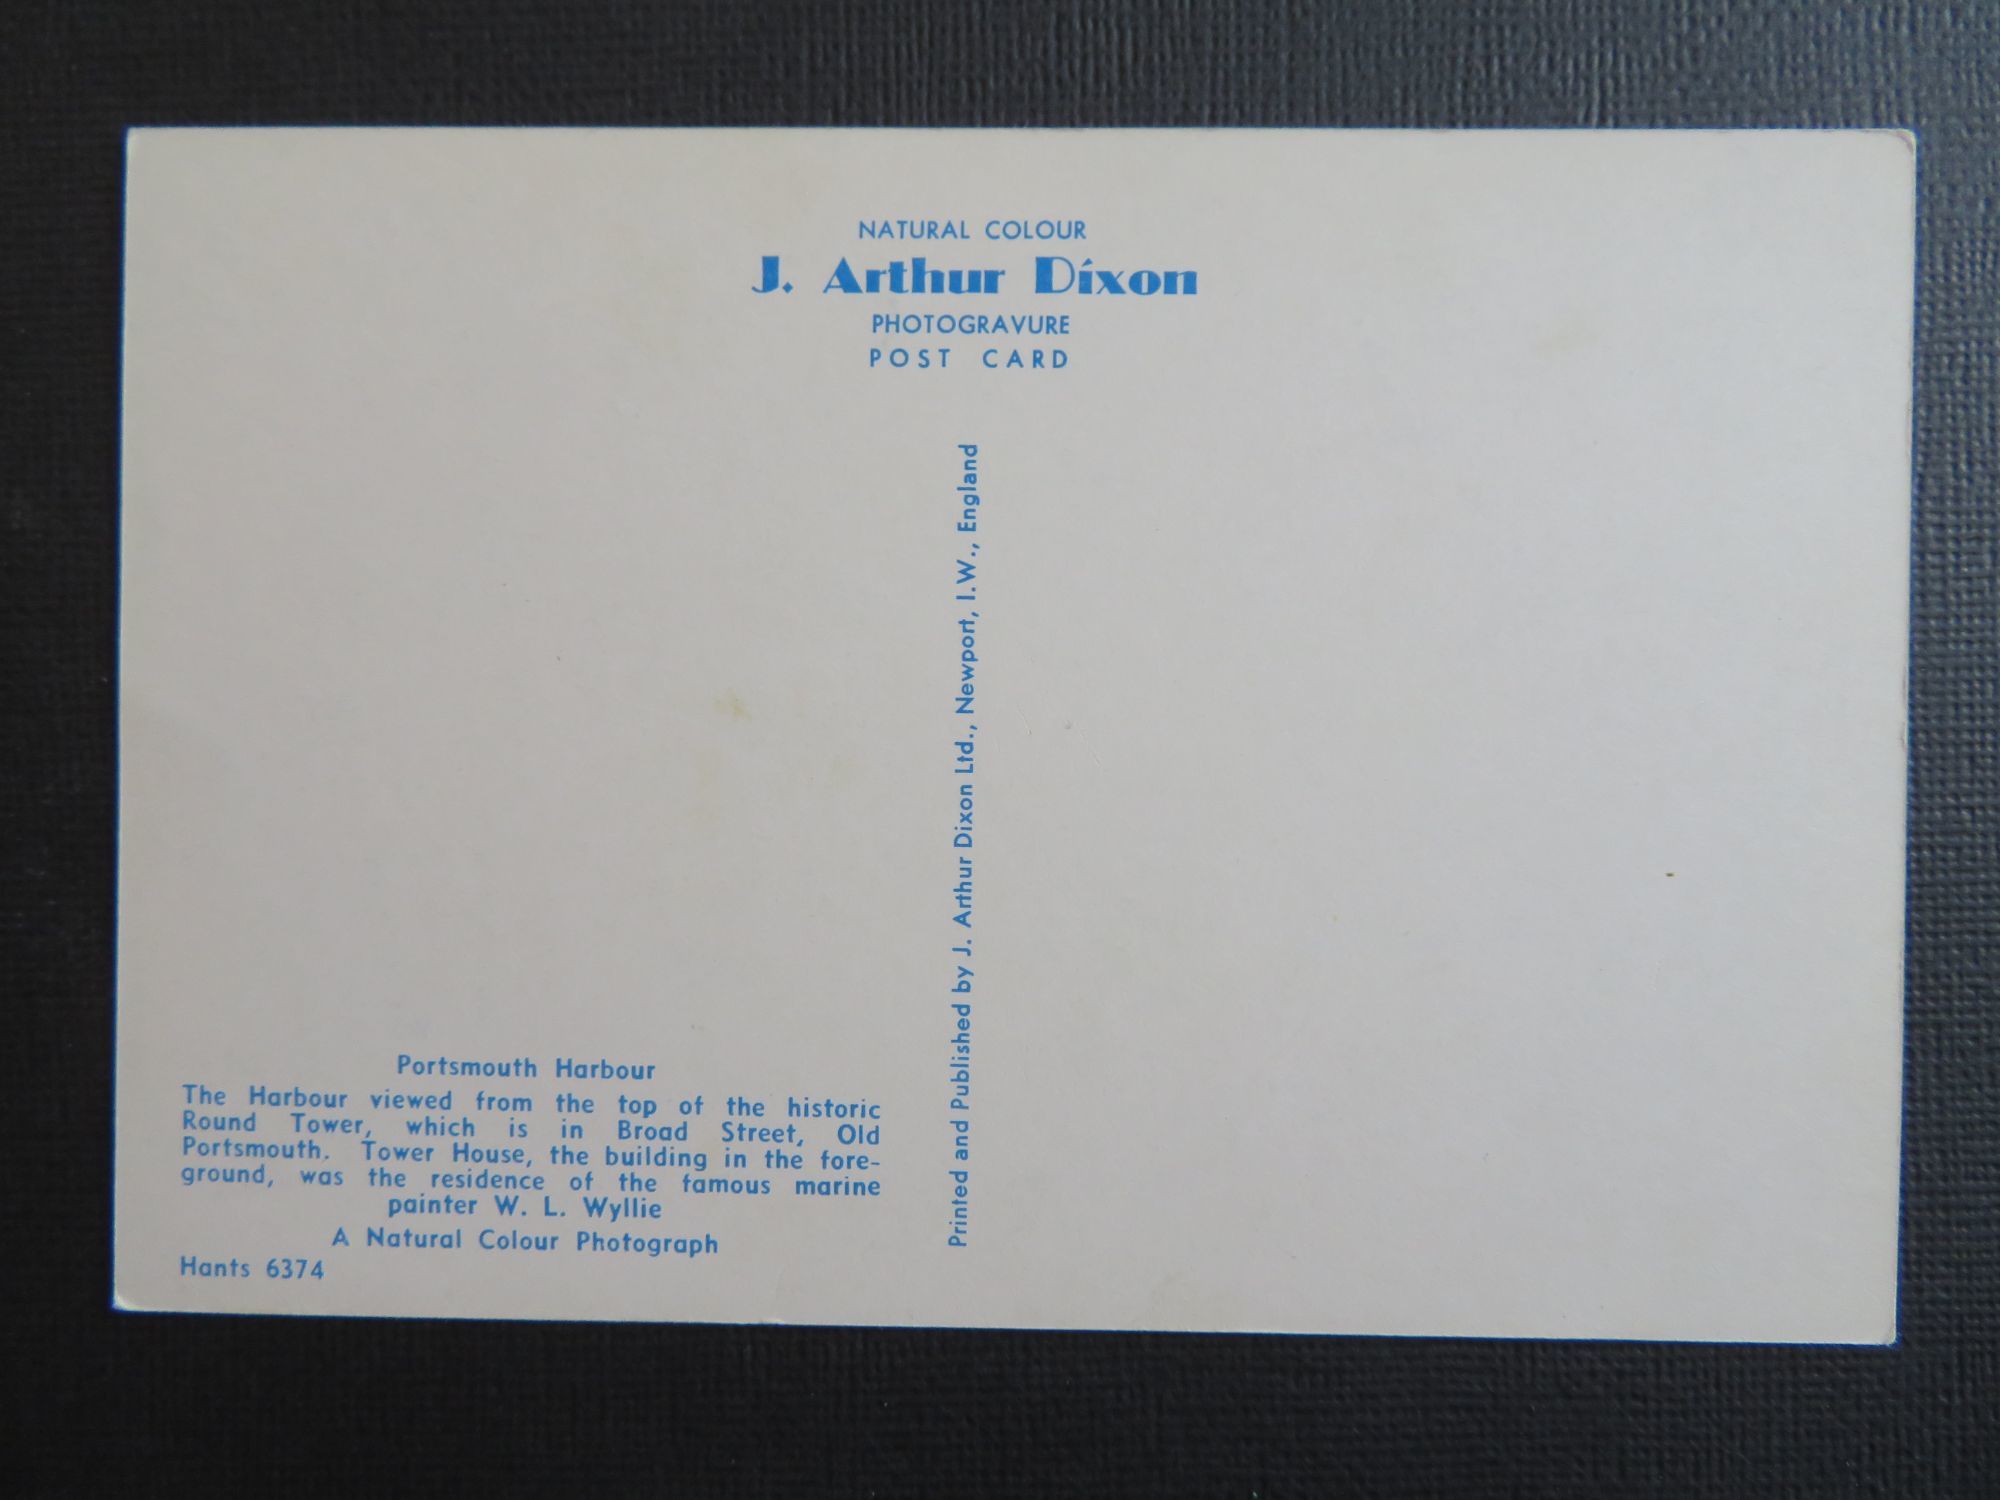 NATURAL COLOUR
J. Arthur Dixon
PHOTOGRAVURE
POST CARD
Printed and Published by J. Arthur Dixon Ltd., Newport, I.W., England
Portsmouth Harbour
The Harbour viewed from the top of the historic
Round Tower, which is in Broad Street, Old
Portsmouth. Tower House, the building in the fore-
ground, was the residence of the famous marine
painter W. L. Wyllie
A Natural Colour Photograph
Hants 6374